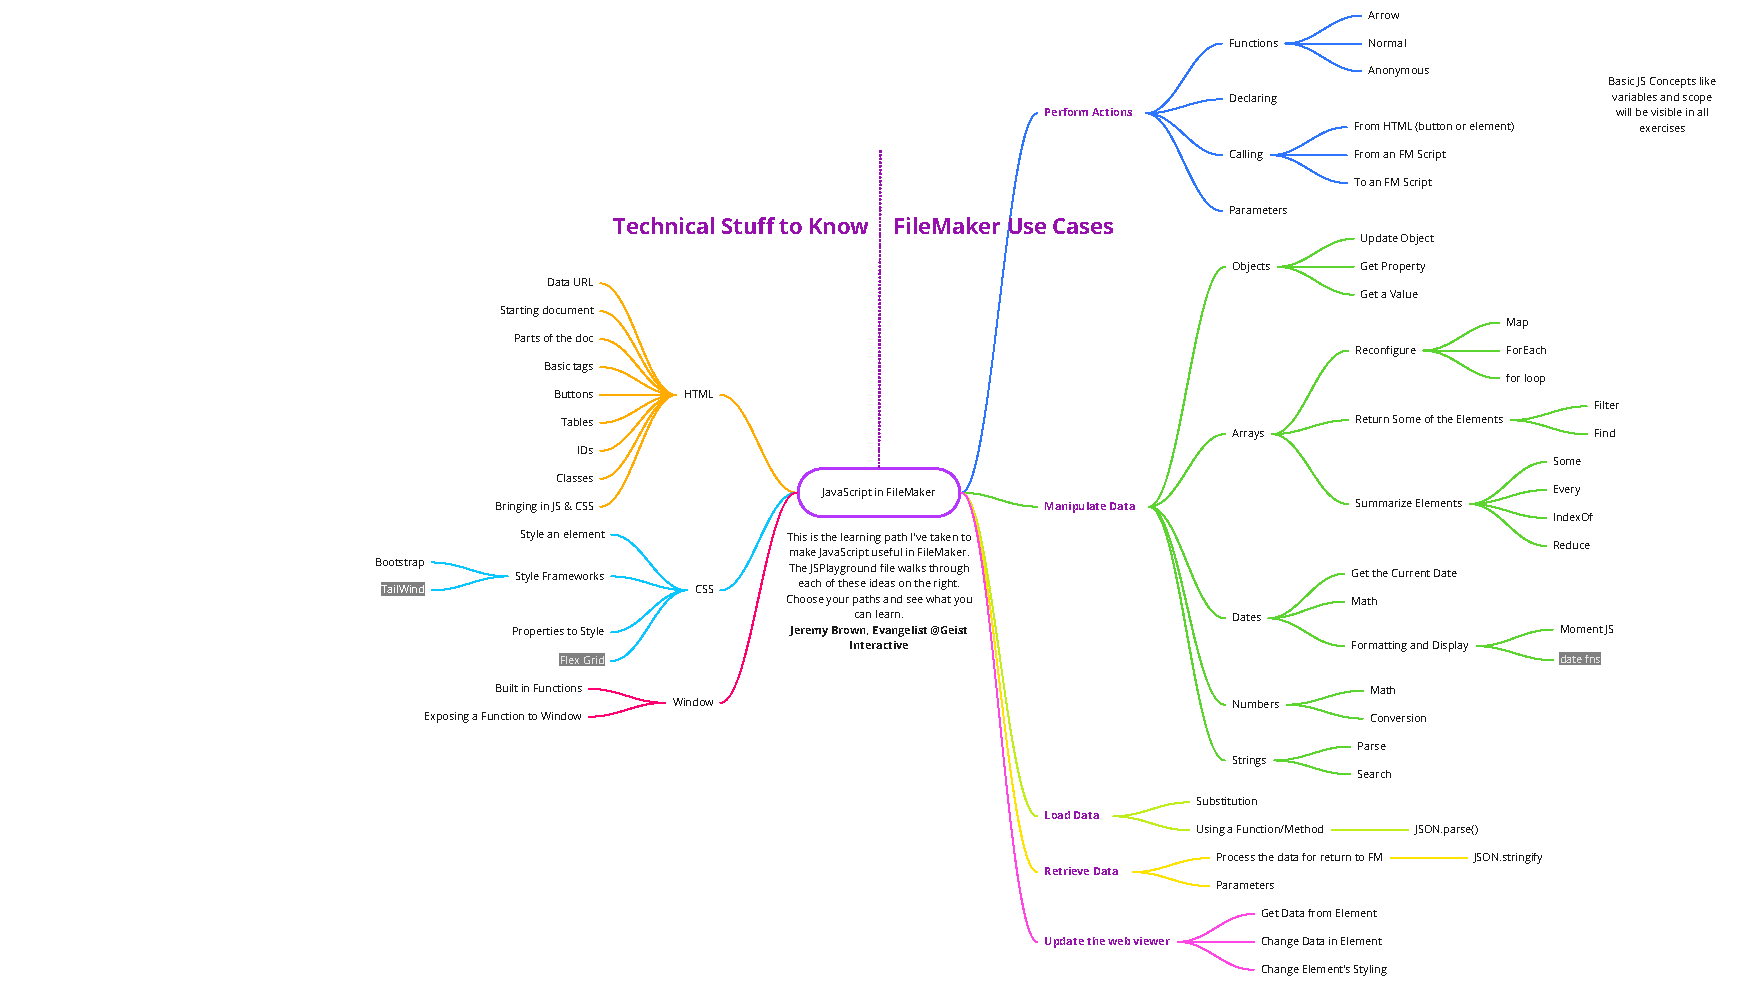 Technical Stuff to Know
FileMaker Use Cases
JavaScript in FileMaker
This is the learning path I've taken to
make JavaScript useful in FileMaker.
The JSPlayground file walks through
each of these ideas on the right.
Choose your paths and see what you
can learn.
Jeremy Brown, Evangelist @Geist
Interactive
HTML
Data URL
Starting document
Parts of the doc
Basic tags
Buttons
Tables
IDs
Classes
Bringing in JS & CSS
CSS
Style an element
Style Frameworks
Bootstrap
TailWind
Properties to Style
Flex Grid
Window
Built in Functions
Exposing a Function to Window
Perform Actions
Functions
Arrow
Normal
Anonymous
Declaring
Calling
From HTML (button or element)
From an FM Script
To an FM Script
Parameters
Basic JS Concepts like
variables and scope
will be visible in all
exercises
Manipulate Data
Objects
Update Object
Get Property
Get a Value
Arrays
Reconfigure
Map
ForEach
for loop
Return Some of the Elements
Filter
Find
Summarize Elements
Some
Every
IndexOf
Reduce
Dates
Get the Current Date
Math
Formatting and Display
MomentJS
date fns
Numbers
Math
Conversion
Strings
Parse
Search
Load Data
Substitution
Using a Function/Method
JSON.parse()
Retrieve Data
Process the data for return to FM
JSON.stringify
Parameters
Update the web viewer
Get Data from Element
Change Data in Element
Change Element's Styling